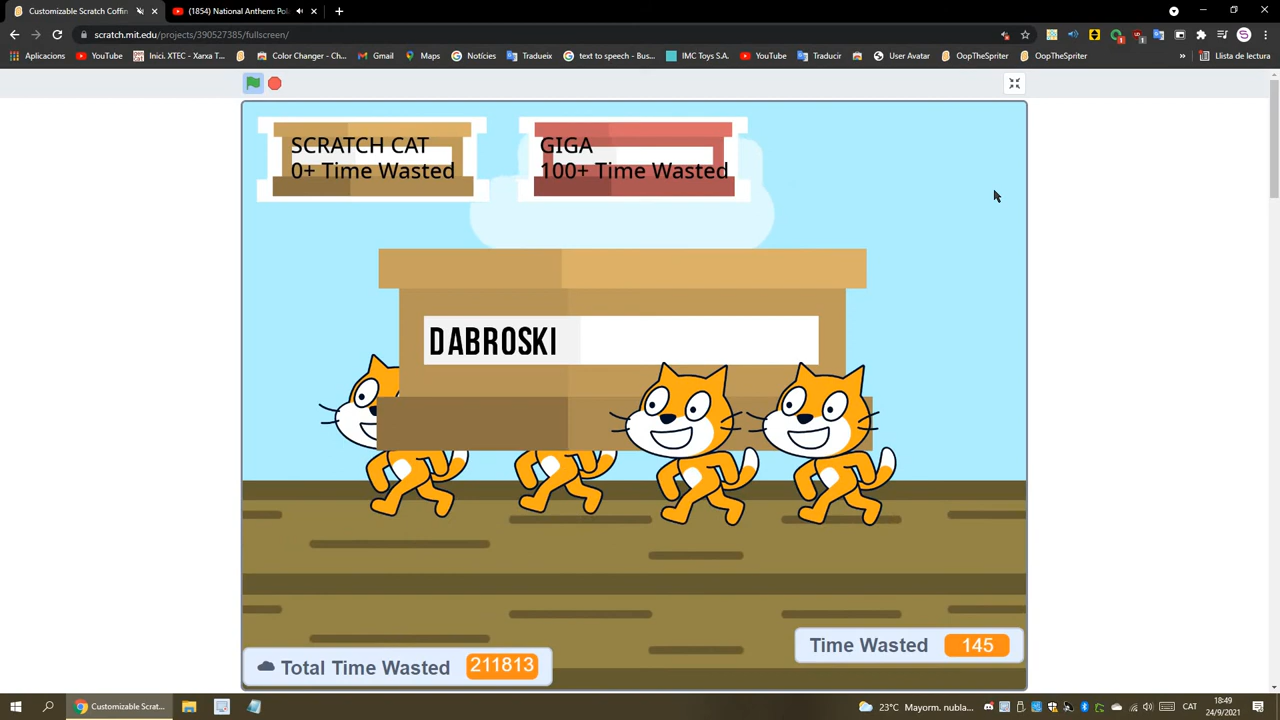 Customizable Scratch Coffin
(1854) National Anthem: Pol
scratch.mit.edu/projects/390527385/fullscreen/
Aplicacions
YouTube
Inici. XTEC - Xarxa T...
Color Changer - Ch...
Gmail
Maps
Notícies
Tradueix
text to speech - Bus...
IMC Toys S.A.
YouTube
Traducir
User Avatar
OopTheSpriter
OopTheSpriter
»
Llista de lectura
SCRATCH CAT
0+ Time Wasted
GIGA
100+ Time Wasted
DABROSKI
Time Wasted 145
Total Time Wasted 211813
Customizable Scrat...
23°C Mayorm. nubla...
CAT
18:49
24/9/2021